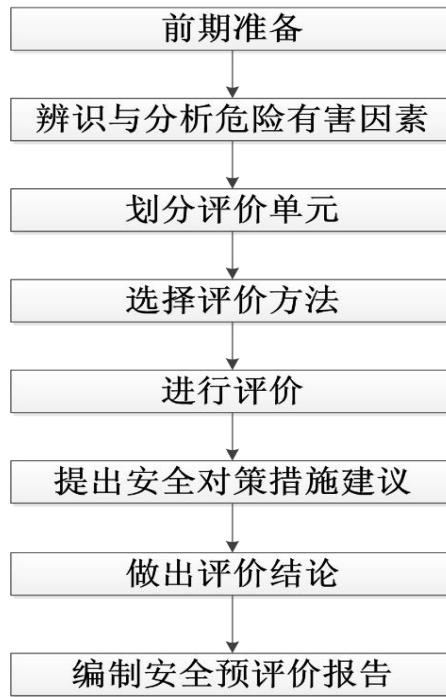 前期准备
辨识与分析危险有害因素
划分评价单元
选择评价方法
进行评价
提出安全对策措施建议
做出评价结论
编制安全预评价报告